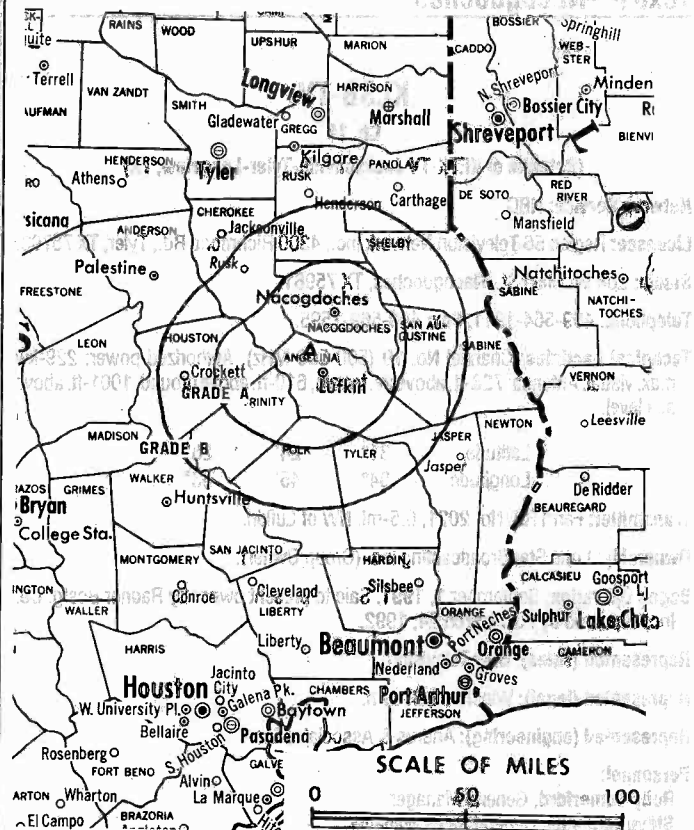 BOSSIER
Springhill
RAINS
WOOD
UPSHUR
MARION
CADDO
WEB-
STER
Terrell
VAN ZANDT
SMITH
Longview
HARRISON
Marshall
N. Shreveport
Bossier City
Minden
Gladewater
GREGG
Shreveport
HENDERSON
Athens
Tyler
Kilgore
RUSK
PANOLA
Henderson
Carthage
DE SOTO
RED
RIVER
Mansfield
CHEROKEE
Jacksonville
ANDERSON
Palestine
Rusk
SHELBY
FREESTONE
Nacogdoches
NACOGDOCHES
SAN AU-
GUSTINE
SABINE
Natchitoches
SABINE
NATCHI-
TOCHES
LEON
HOUSTON
ANGELINA
Lufkin
Crockett
GRADE A
TRINITY
VERNON
Leesville
MADISON
GRADE B
POLK
TYLER
JASPER
NEWTON
Jasper
WALKER
Huntsville
GRIMES
Bryan
College Sta.
De Ridder
BEAUREGARD
SAN JACINTO
MONTGOMERY
Conroe
Cleveland
LIBERTY
HARDIN
Silsbee
CALCASIEU
Goosport
Sulphur
WALLER
HARRIS
Liberty
Beaumont
ORANGE
Port Neches
Orange
CAMERON
Nederland
Groves
Port Arthur
JEFFERSON
CHAMBERS
Houston
Jacinto
City
Galena Pk.
Baytown
W. University Pl.
Bellaire
Pasadena
S. Houston
Rosenberg
FORT BEND
Alvin
La Marque
Wharton
El Campo
BRAZORIA
SCALE OF MILES
0 50 100